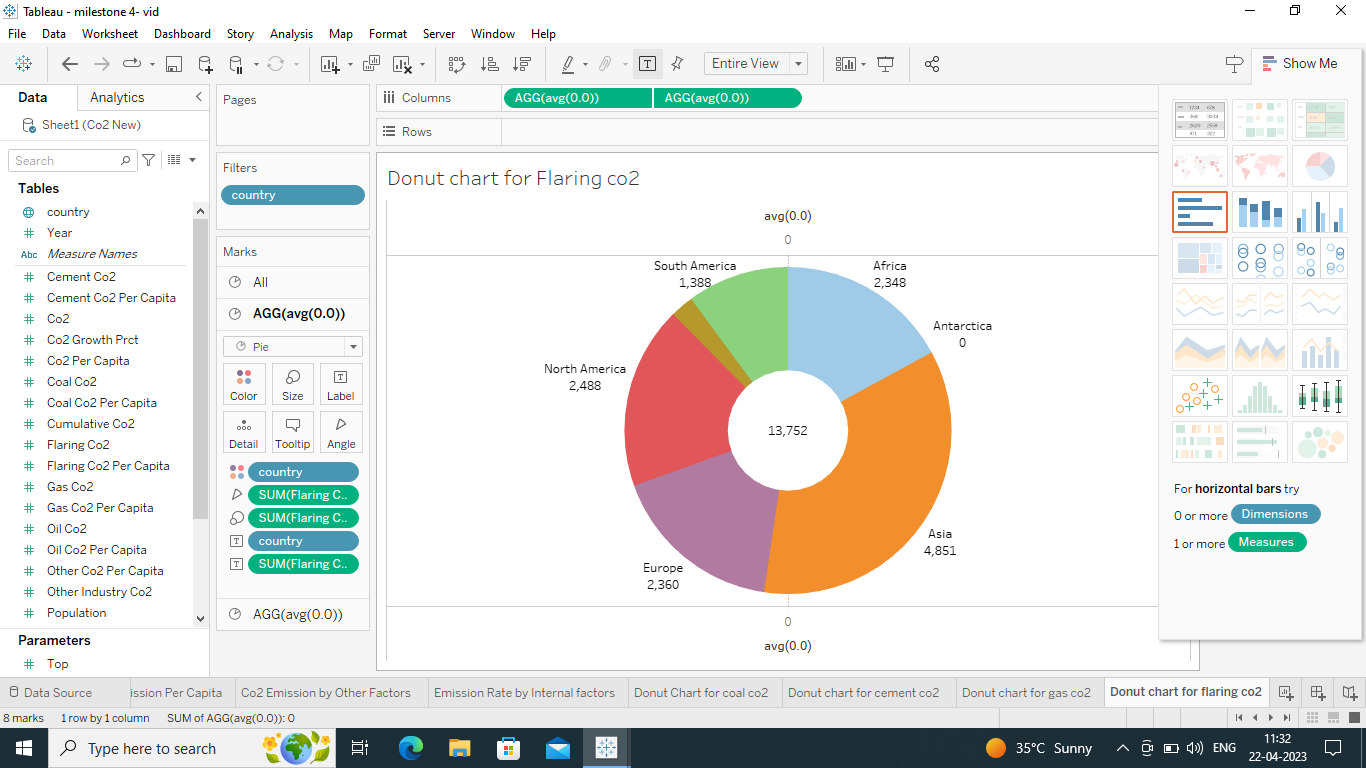 Tableau - milestone 4- vid
File Data Worksheet Dashboard Story Analysis Map Format Server Window Help
Entire View
Show Me
Data Analytics
Sheet1 (Co2 New)
Search
Tables
country
Year
Abc Measure Names
Cement Co2
Cement Co2 Per Capita
Co2
Co2 Growth Prct
Co2 Per Capita
Coal Co2
Coal Co2 Per Capita
Cumulative Co2
Flaring Co2
Flaring Co2 Per Capita
Gas Co2
Gas Co2 Per Capita
Oil Co2
Oil Co2 Per Capita
Other Co2 Per Capita
Other Industry Co2
Population
Parameters
Top
Pages
Filters
country
Marks
All
AGG(avg(0.0))
Pie
Color Size Label
Detail Tooltip Angle
country
SUM(Flaring C..
SUM(Flaring C..
country
SUM(Flaring C..
AGG(avg(0.0))
Columns AGG(avg(0.0)) AGG(avg(0.0))
Rows
Donut chart for Flaring co2
avg(0.0)
0
South America
1,388
Africa
2,348
Antarctica
0
North America
2,488
13,752
Asia
4,851
Europe
2,360
0
avg(0.0)
For horizontal bars try
0 or more Dimensions
1 or more Measures
Data Source ission Per Capita Co2 Emission by Other Factors Emission Rate by Internal factors Donut Chart for coal co2 Donut chart for cement co2 Donut chart for gas co2 Donut chart for flaring co2
8 marks 1 row by 1 column SUM of AGG(avg(0.0)): 0
Type here to search
35°C Sunny
ENG
11:32
22-04-2023